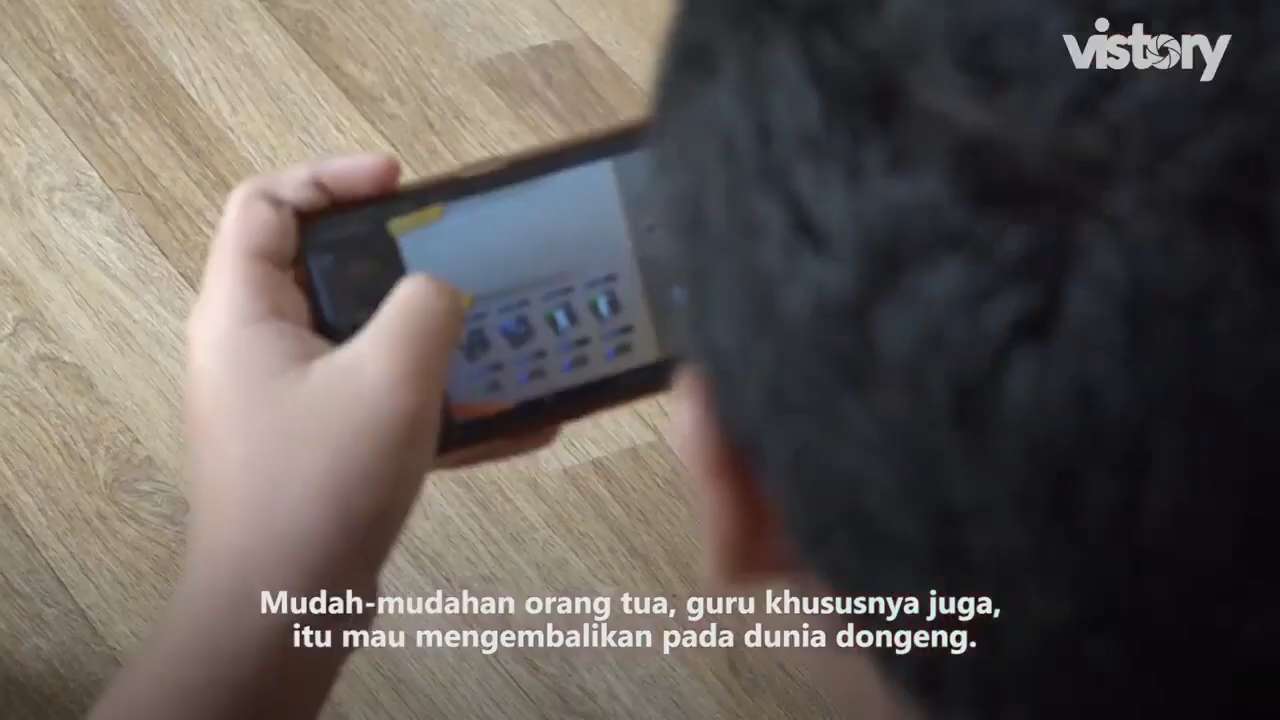 vistory
Mudah-mudahan orang tua, guru khususnya juga,
itu mau mengembalikan pada dunia dongeng.